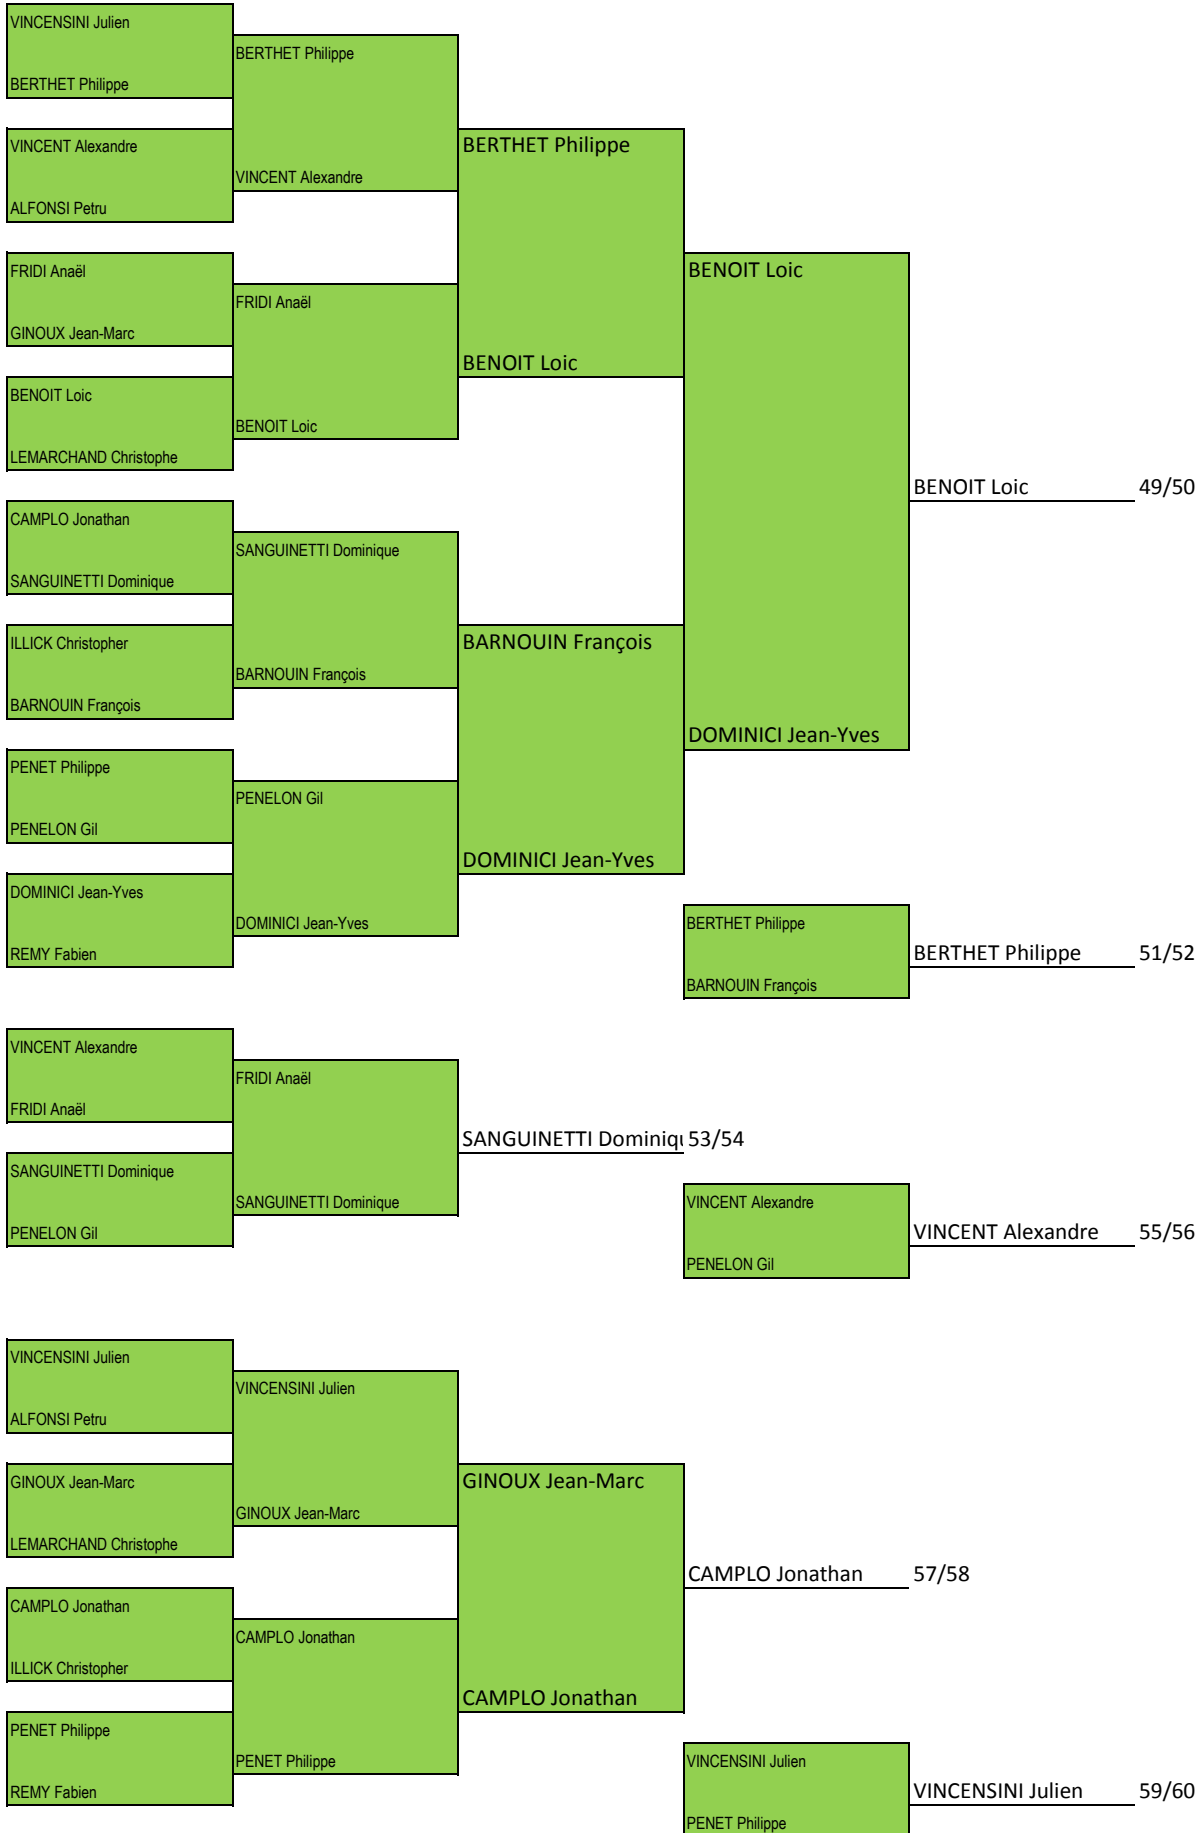 VINCENSINI Julien
BERTHET Philippe
BERTHET Philippe
VINCENT Alexandre
BERTHET Philippe
VINCENT Alexandre
ALFONSI Petru
FRIDI Anaël
BENOIT Loic
FRIDI Anaël
GINOUX Jean-Marc
BENOIT Loic
BENOIT Loic
BENOIT Loic
LEMARCHAND Christophe
BENOIT Loic 49/50
CAMPLO Jonathan
SANGUINETTI Dominique
SANGUINETTI Dominique
ILLICK Christopher
BARNOUIN François
BARNOUIN François
BARNOUIN François
DOMINICI Jean-Yves
PENET Philippe
PENELON Gil
PENELON Gil
DOMINICI Jean-Yves
DOMINICI Jean-Yves
DOMINICI Jean-Yves
BERTHET Philippe
REMY Fabien
BERTHET Philippe 51/52
BARNOUIN François
VINCENT Alexandre
FRIDI Anaël
FRIDI Anaël
SANGUINETTI Dominiqu 53/54
SANGUINETTI Dominique
SANGUINETTI Dominique
VINCENT Alexandre
PENELON Gil
VINCENT Alexandre 55/56
PENELON Gil
VINCENSINI Julien
VINCENSINI Julien
ALFONSI Petru
GINOUX Jean-Marc
GINOUX Jean-Marc
GINOUX Jean-Marc
LEMARCHAND Christophe
CAMPLO Jonathan 57/58
CAMPLO Jonathan
CAMPLO Jonathan
ILLICK Christopher
CAMPLO Jonathan
PENET Philippe
PENET Philippe
VINCENSINI Julien
REMY Fabien
VINCENSINI Julien 59/60
PENET Philippe